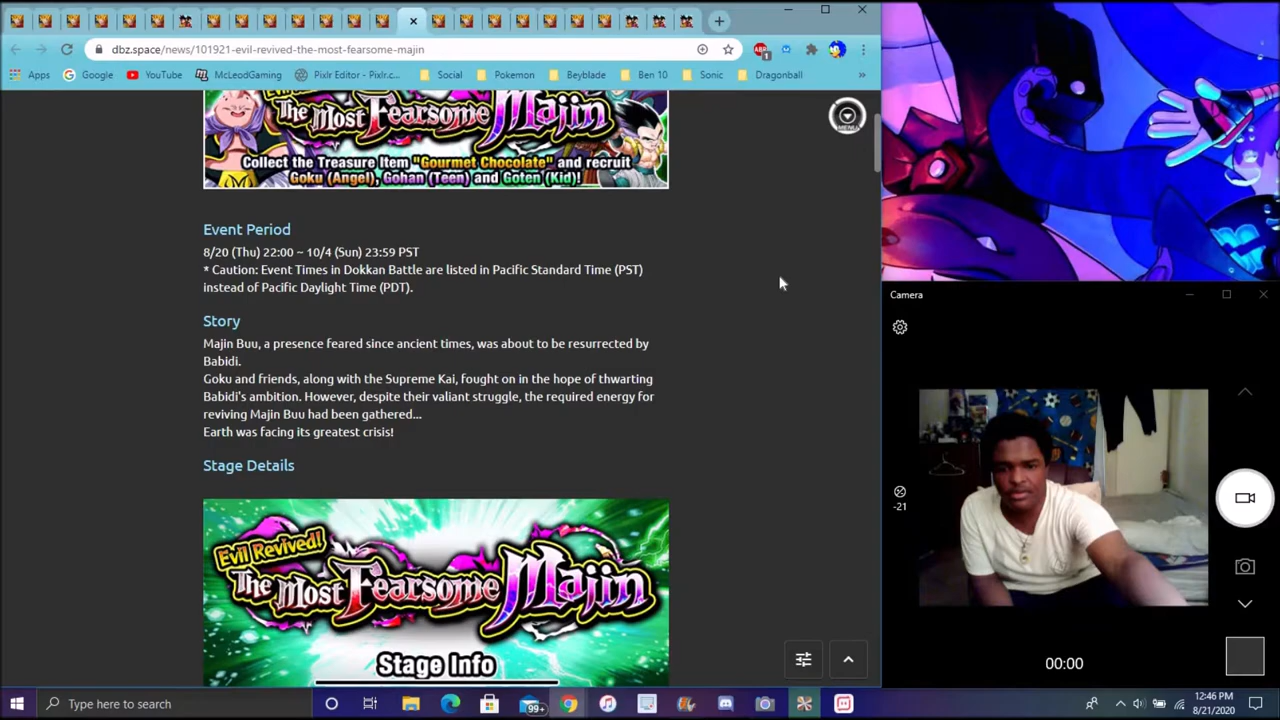 dbz.space/news/101921-evil-revived-the-most-fearsome-majin
ABP
1
Apps
Google
YouTube
McLeodGaming
Pixlr Editor - Pixlr.c...
Social
Pokemon
Beyblade
Ben 10
Sonic
Dragonball
»
The Most Fearsome Majin
Collect the Treasure Item "Gourmet Chocolate" and recruit
Goku (Angel), Gohan (Teen) and Goten (Kid)!
MENU
Event Period
8/20 (Thu) 22:00 ~ 10/4 (Sun) 23:59 PST
* Caution: Event Times in Dokkan Battle are listed in Pacific Standard Time (PST)
instead of Pacific Daylight Time (PDT).
Story
Majin Buu, a presence feared since ancient times, was about to be resurrected by
Babidi.
Goku and friends, along with the Supreme Kai, fought on in the hope of thwarting
Babidi's ambition. However, despite their valiant struggle, the required energy for
reviving Majin Buu had been gathered...
Earth was facing its greatest crisis!
Stage Details
Evil Revived!
The Most Fearsome Majin
Stage Info
Camera
-21
00:00
Type here to search
99+
12:46 PM
8/21/2020